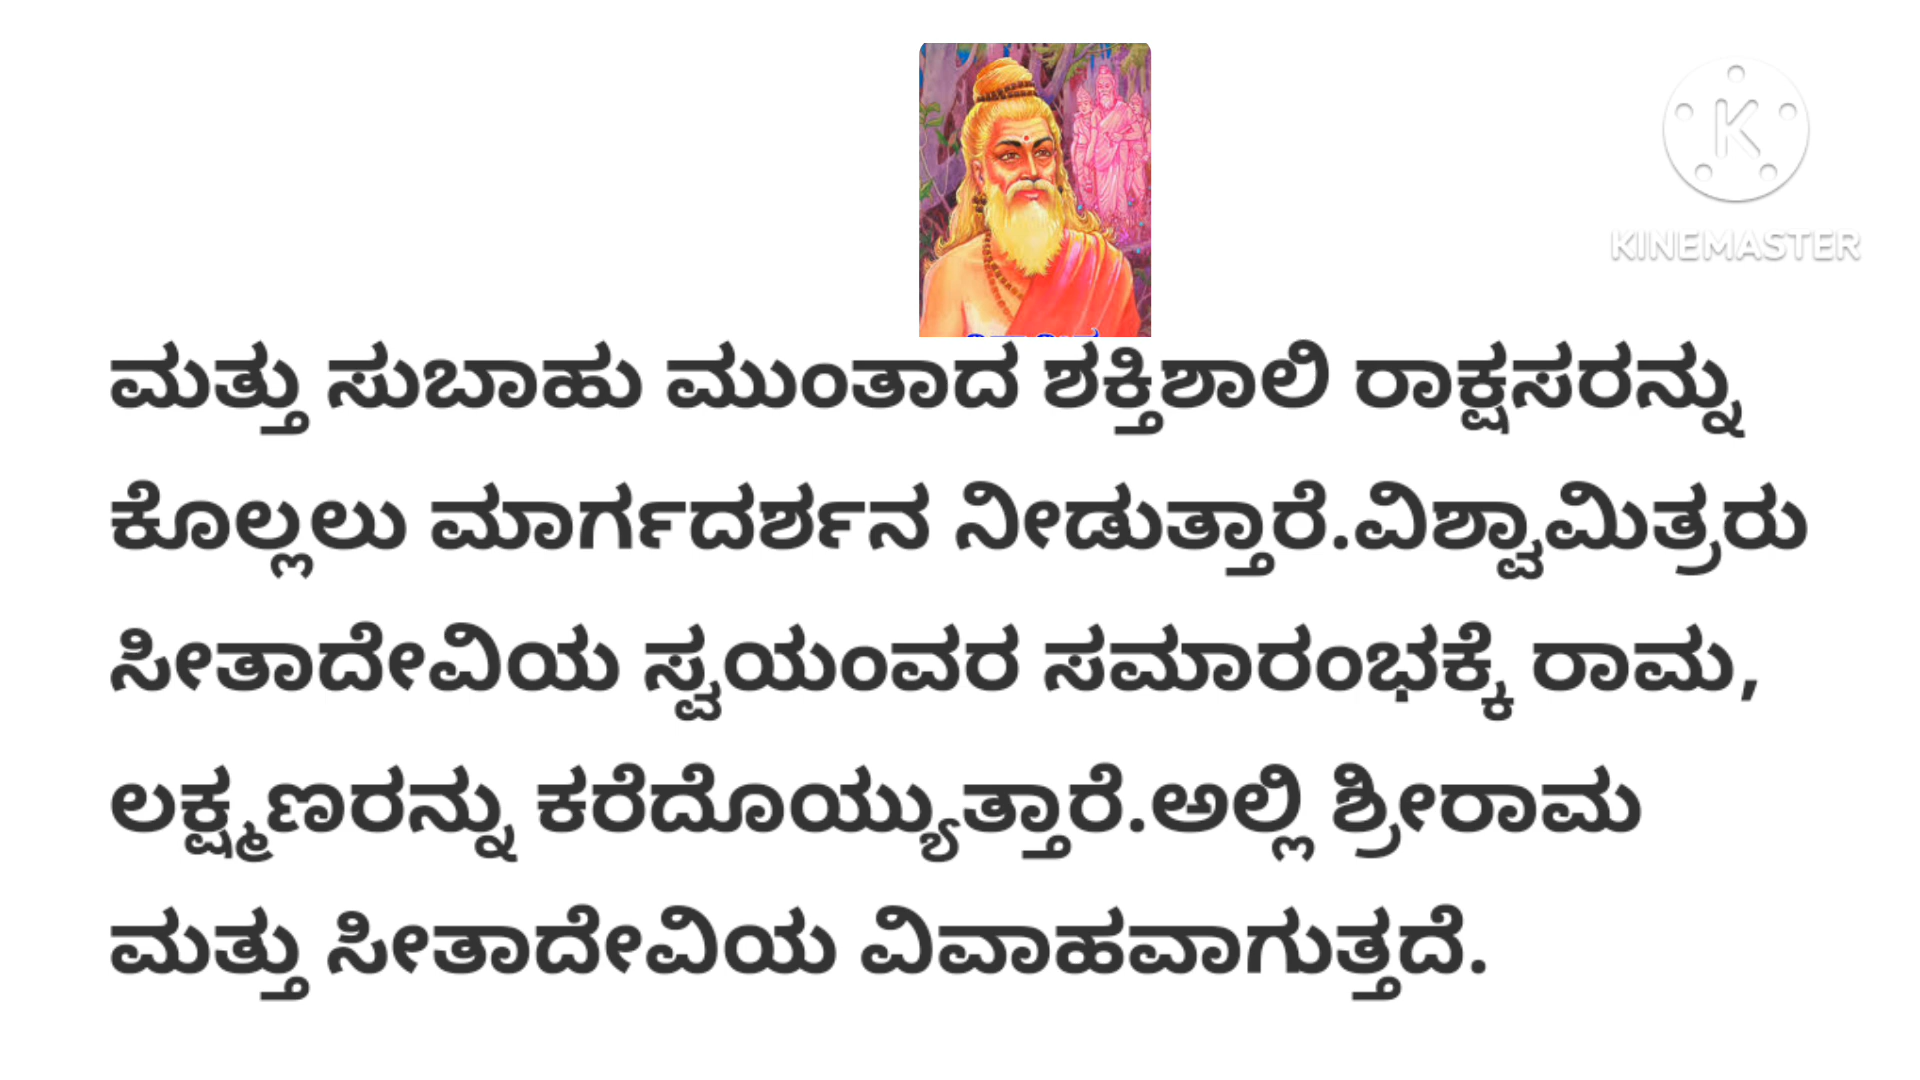 KINEMASTER
ಮತ್ತು ಸುಬಾಹು ಮುಂತಾದ ಶಕ್ತಿಶಾಲಿ ರಾಕ್ಷಸರನ್ನು
ಕೊಲ್ಲಲು ಮಾರ್ಗದರ್ಶನ ನೀಡುತ್ತಾರೆ.ವಿಶ್ವಾಮಿತ್ರರು
ಸೀತಾದೇವಿಯ ಸ್ವಯಂವರ ಸಮಾರಂಭಕ್ಕೆ ರಾಮ,
ಲಕ್ಷ್ಮಣರನ್ನು ಕರೆದೊಯ್ಯುತ್ತಾರೆ.ಅಲ್ಲಿ ಶ್ರೀರಾಮ
ಮತ್ತು ಸೀತಾದೇವಿಯ ವಿವಾಹವಾಗುತ್ತದೆ.